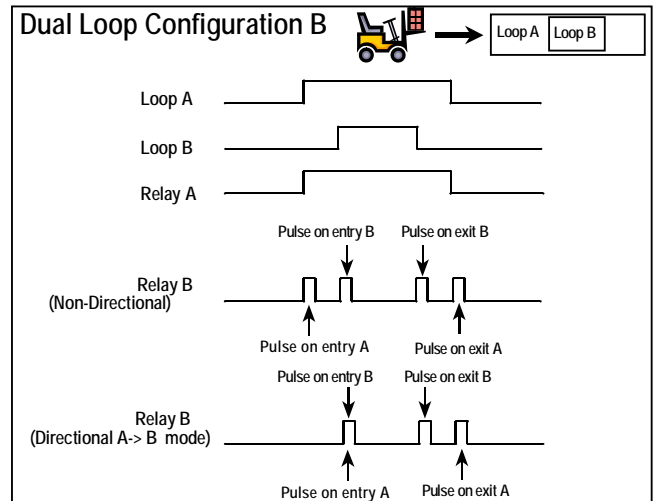 Dual Loop Configuration B
Loop A Loop B
Loop A
Loop B
Relay A
Pulse on entry B Pulse on exit B
Relay B
(Non-Directional)
Pulse on entry A Pulse on exit A
Pulse on entry B Pulse on exit B
Relay B
(Directional A-> B mode)
Pulse on entry A Pulse on exit A